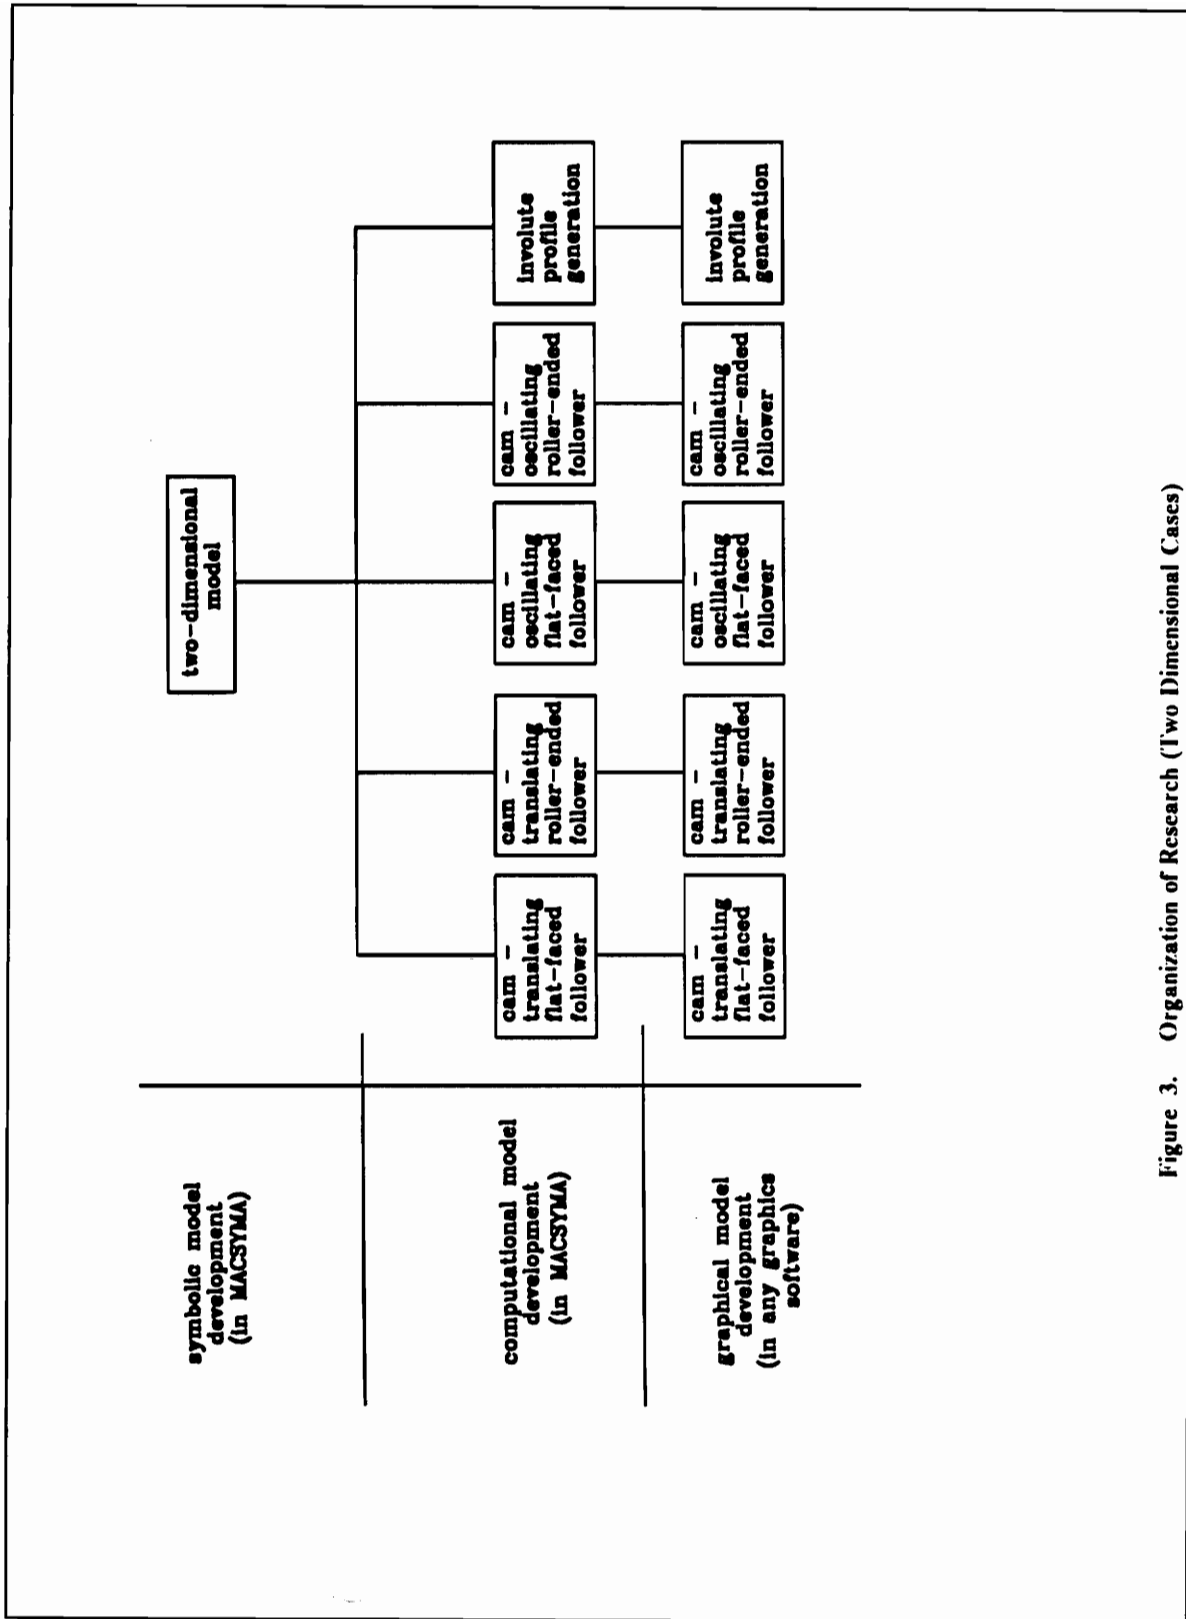 symbolic model
development
(in MACSYMA)
two-dimensional
model
computational model
development
(in MACSYMA)
cam -
translating
flat-faced
follower
cam -
translating
roller-ended
follower
cam -
oscillating
flat-faced
follower
cam -
oscillating
roller-ended
follower
involute
profile
generation
graphical model
development
(in any graphics
software)
cam -
translating
flat-faced
follower
cam -
translating
roller-ended
follower
cam -
oscillating
flat-faced
follower
cam -
oscillating
roller-ended
follower
involute
profile
generation
Figure 3. Organization of Research (Two Dimensional Cases)